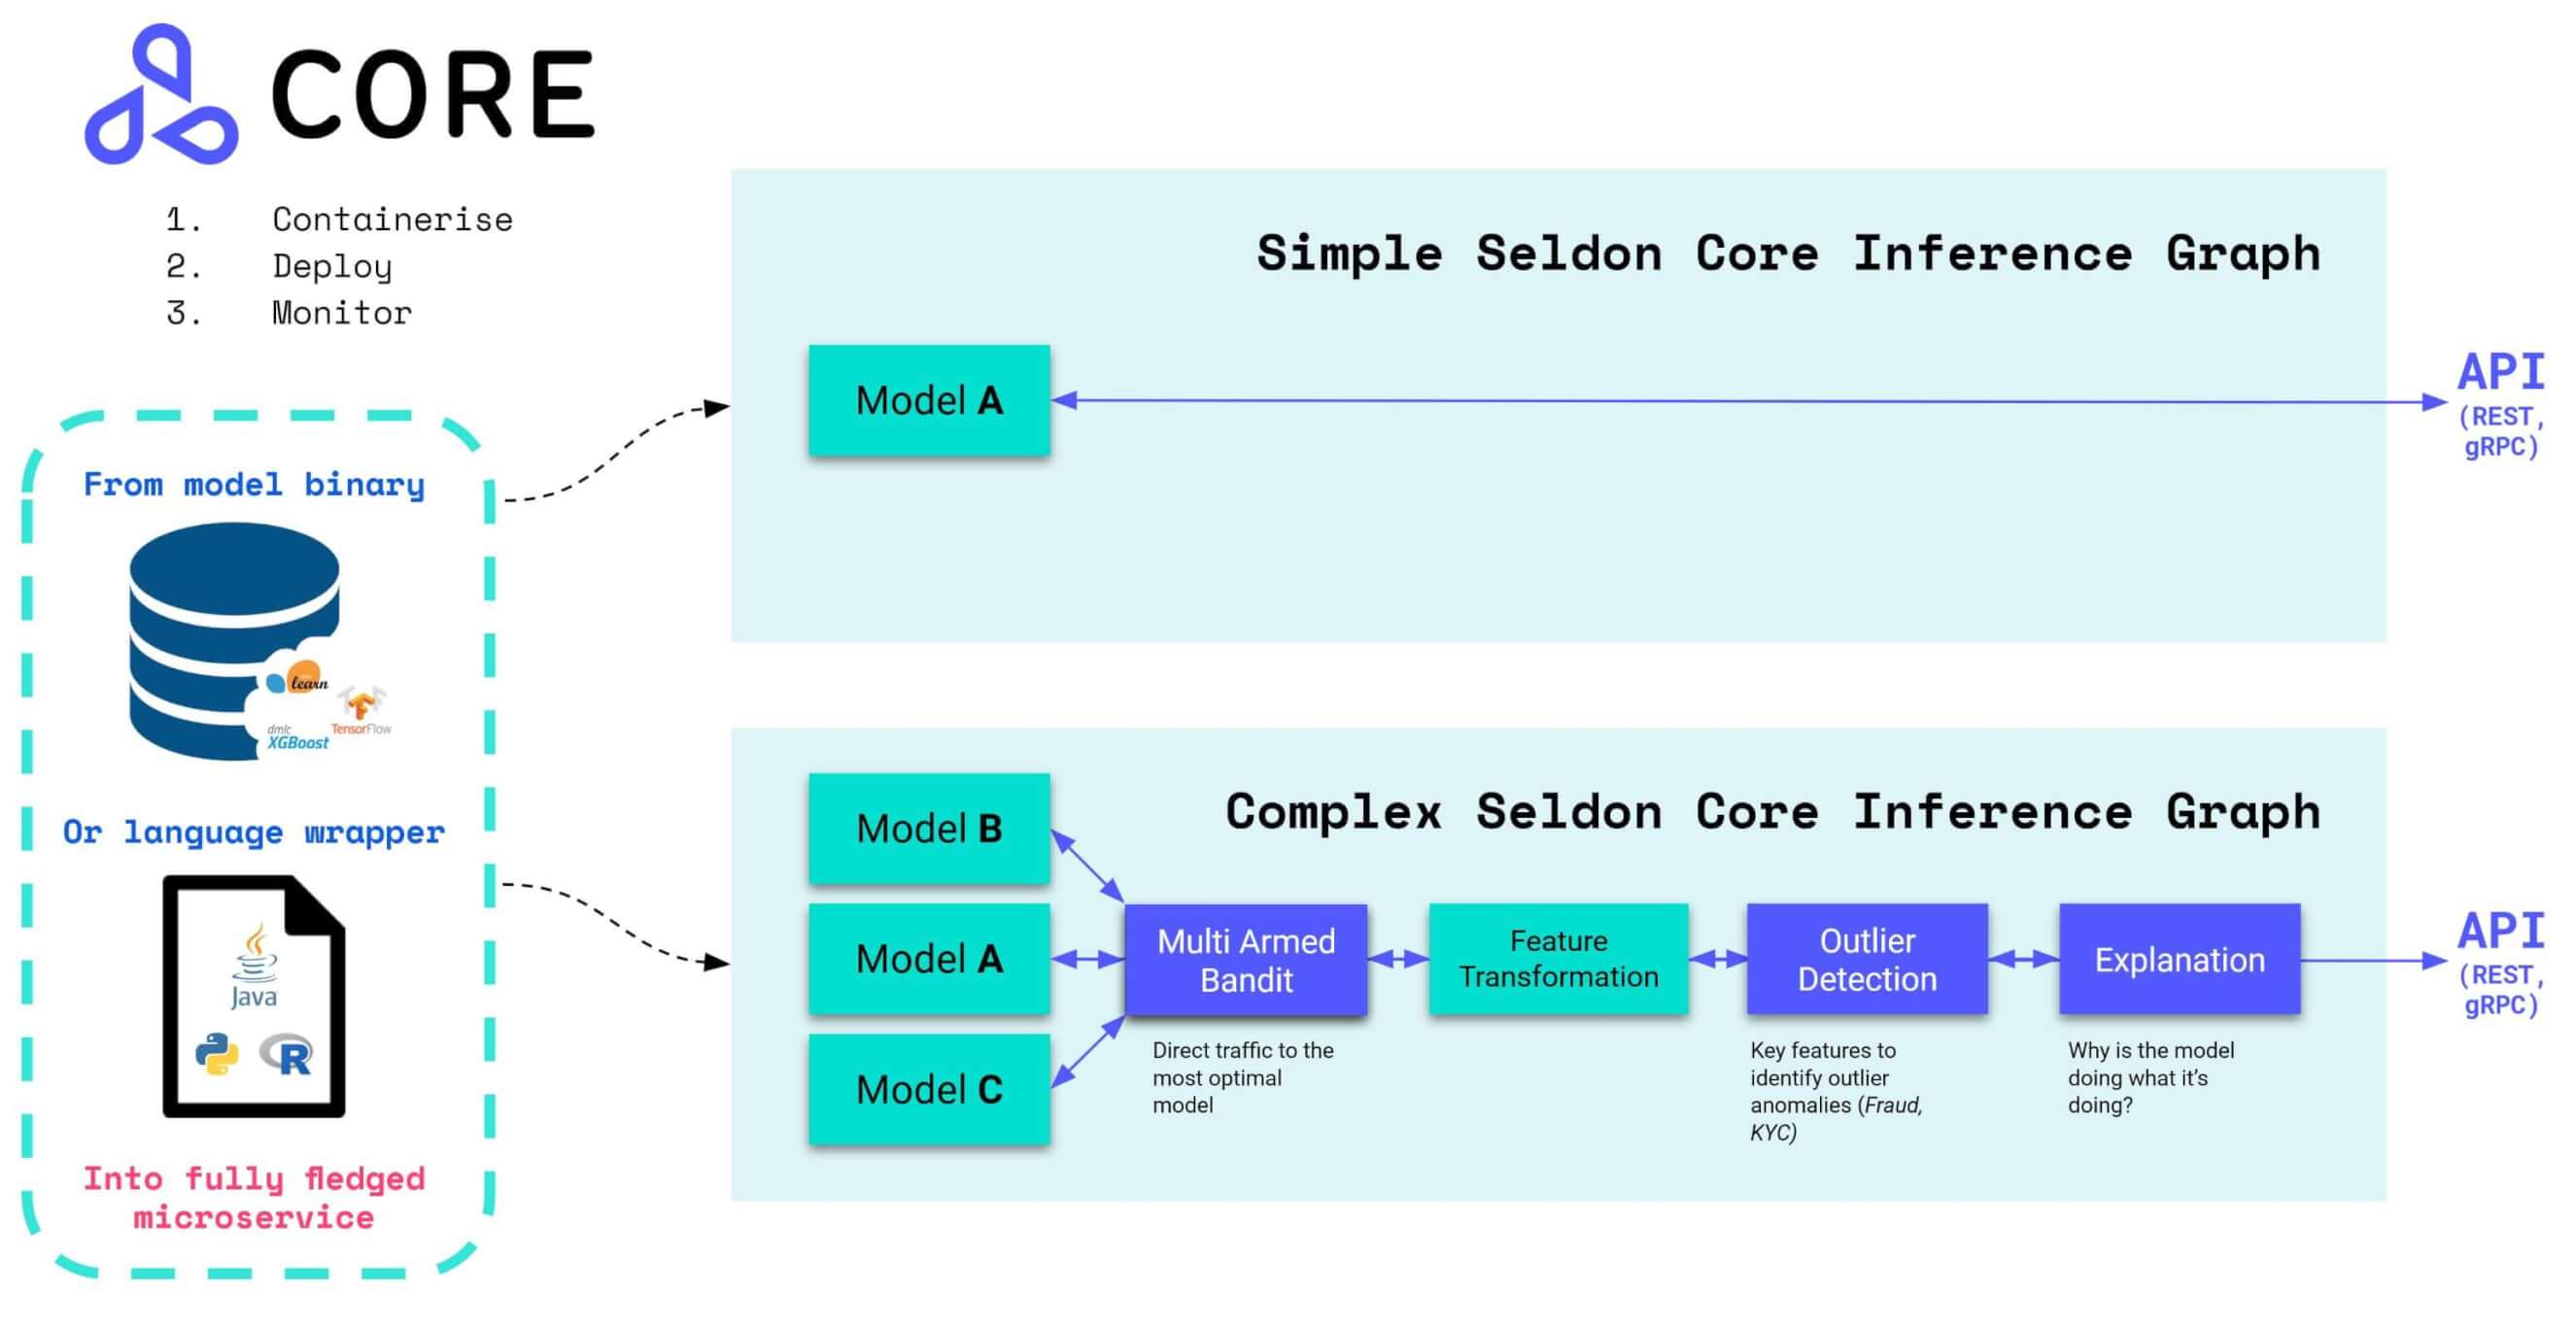 CORE
1. Containerise
2. Deploy
3. Monitor
From model binary
learn
dmlc
XGBoost
TensorFlow
Or language wrapper
Java
R
Into fully fledged
microservice
Simple Seldon Core Inference Graph
Model A
API
(REST,
gRPC)
Complex Seldon Core Inference Graph
Model B
Model A
Model C
Multi Armed
Bandit
Direct traffic to the
most optimal
model
Feature
Transformation
Outlier
Detection
Key features to
identify outlier
anomalies (Fraud,
KYC)
Explanation
Why is the model
doing what it’s
doing?
API
(REST,
gRPC)